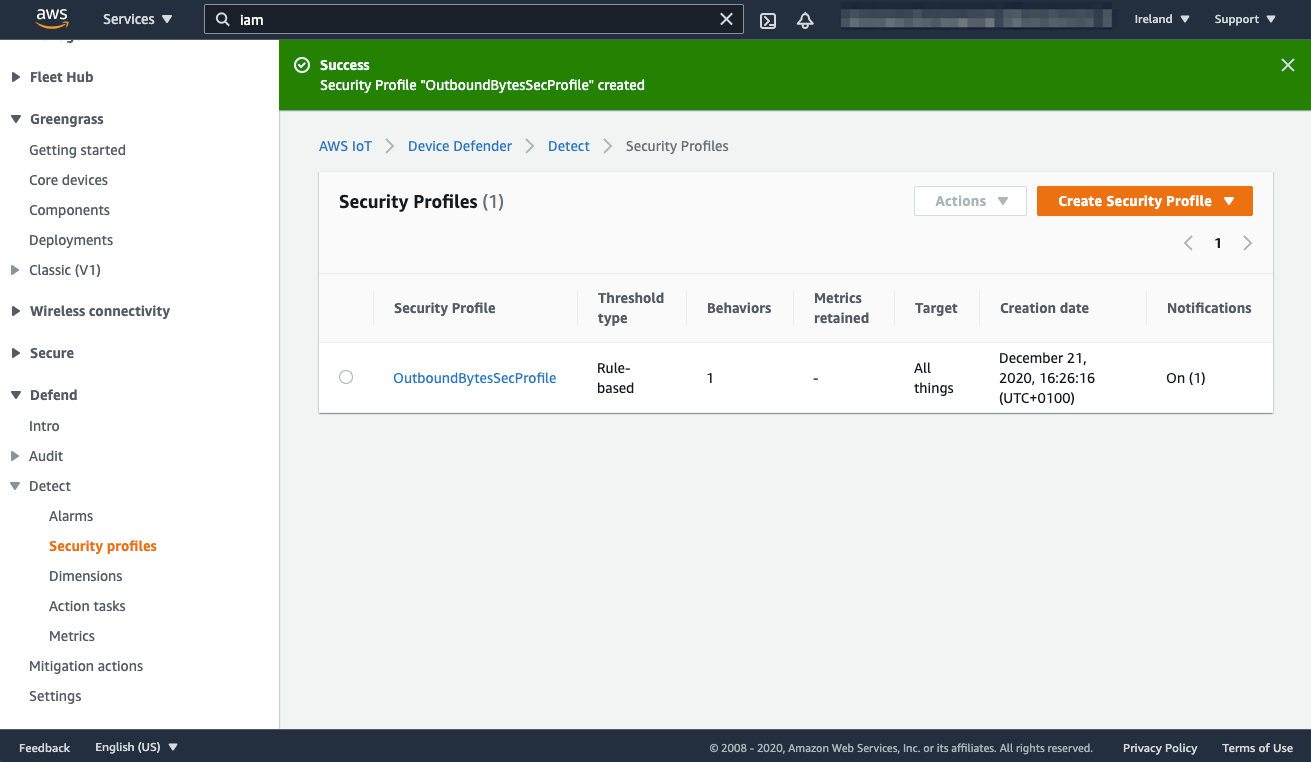 aws
Services
iam
Ireland
Support
Fleet Hub
Greengrass
Getting started
Core devices
Components
Deployments
Classic (V1)
Wireless connectivity
Secure
Defend
Intro
Audit
Detect
Alarms
Security profiles
Dimensions
Action tasks
Metrics
Mitigation actions
Settings
Success
Security Profile "OutboundBytesSecProfile" created
AWS IoT Device Defender Detect Security Profiles
Security Profiles (1)
Actions
Create Security Profile
1
Security Profile
Threshold
type
Behaviors
Metrics
retained
Target
Creation date
Notifications
OutboundBytesSecProfile
Rule-
based
1
-
All
things
December 21,
2020, 16:26:16
(UTC+0100)
On (1)
Feedback
English (US)
© 2008 - 2020, Amazon Web Services, Inc. or its affiliates. All rights reserved.
Privacy Policy
Terms of Use